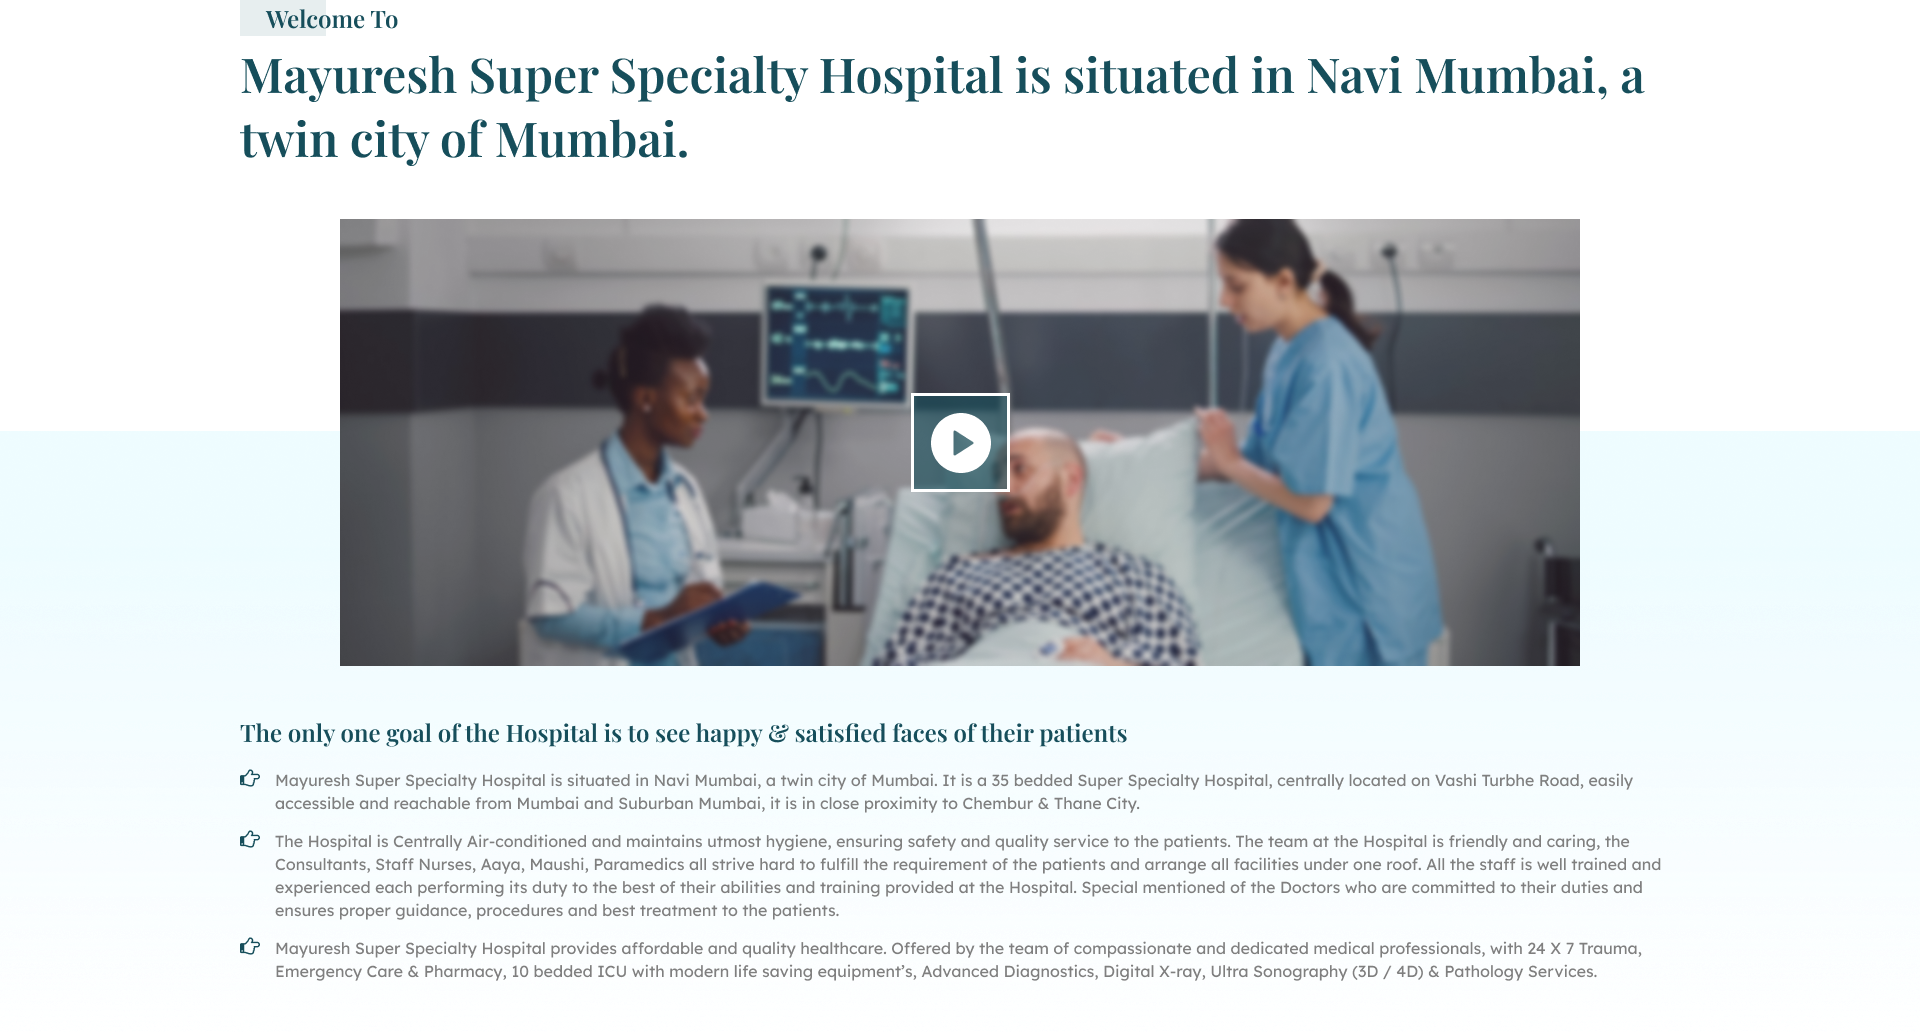 Welcome To
Mayuresh Super Specialty Hospital is situated in Navi Mumbai, a
twin city of Mumbai.
The only one goal of the Hospital is to see happy & satisfied faces of their patients
Mayuresh Super Specialty Hospital is situated in Navi Mumbai, a twin city of Mumbai. It is a 35 bedded Super Specialty Hospital, centrally located on Vashi Turbhe Road, easily
accessible and reachable from Mumbai and Suburban Mumbai, it is in close proximity to Chembur & Thane City.
The Hospital is Centrally Air-conditioned and maintains utmost hygiene, ensuring safety and quality service to the patients. The team at the Hospital is friendly and caring, the
Consultants, Staff Nurses, Aaya, Maushi, Paramedics all strive hard to fulfill the requirement of the patients and arrange all facilities under one roof. All the staff is well trained and
experienced each performing its duty to the best of their abilities and training provided at the Hospital. Special mentioned of the Doctors who are committed to their duties and
ensures proper guidance, procedures and best treatment to the patients.
Mayuresh Super Specialty Hospital provides affordable and quality healthcare. Offered by the team of compassionate and dedicated medical professionals, with 24 X 7 Trauma,
Emergency Care & Pharmacy, 10 bedded ICU with modern life saving equipment’s, Advanced Diagnostics, Digital X-ray, Ultra Sonography (3D / 4D) & Pathology Services.